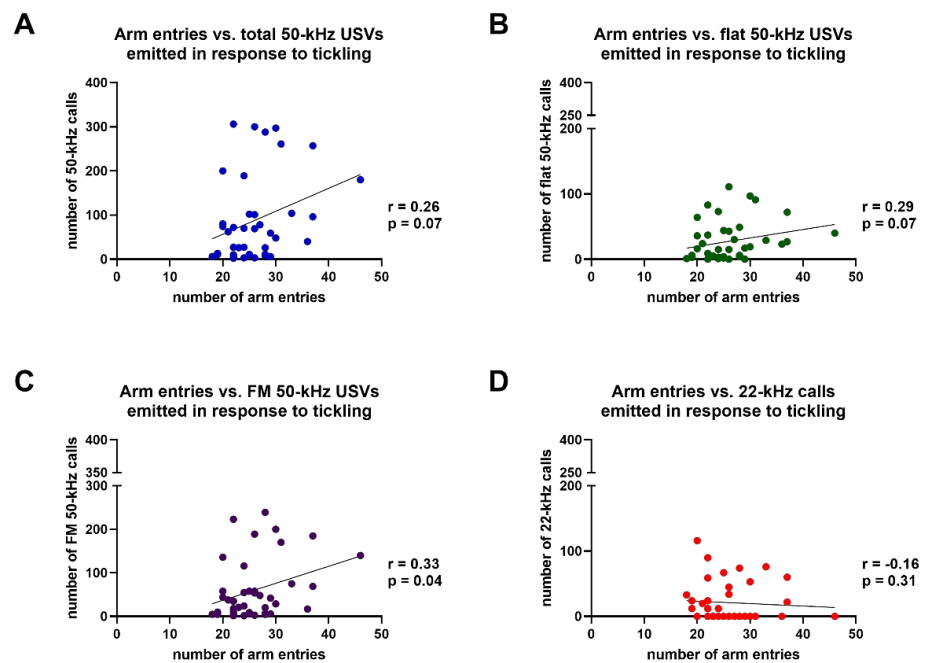 A
Arm entries vs. total 50-kHz USVs
emitted in response to tickling
number of 50-kHz calls
400
300
200
100
0
0 10 20 30 40 50
number of arm entries
r = 0.26
p = 0.07
B
Arm entries vs. flat 50-kHz USVs
emitted in response to tickling
number of flat 50-kHz calls
400
250
200
100
0
0 10 20 30 40 50
number of arm entries
r = 0.29
p = 0.07
C
Arm entries vs. FM 50-kHz USVs
emitted in response to tickling
number of FM 50-kHz calls
400
350
300
200
100
0
0 10 20 30 40 50
number of arm entries
r = 0.33
p = 0.04
D
Arm entries vs. 22-kHz calls
emitted in response to tickling
number of 22-kHz calls
400
250
200
100
0
0 10 20 30 40 50
number of arm entries
r = -0.16
p = 0.31